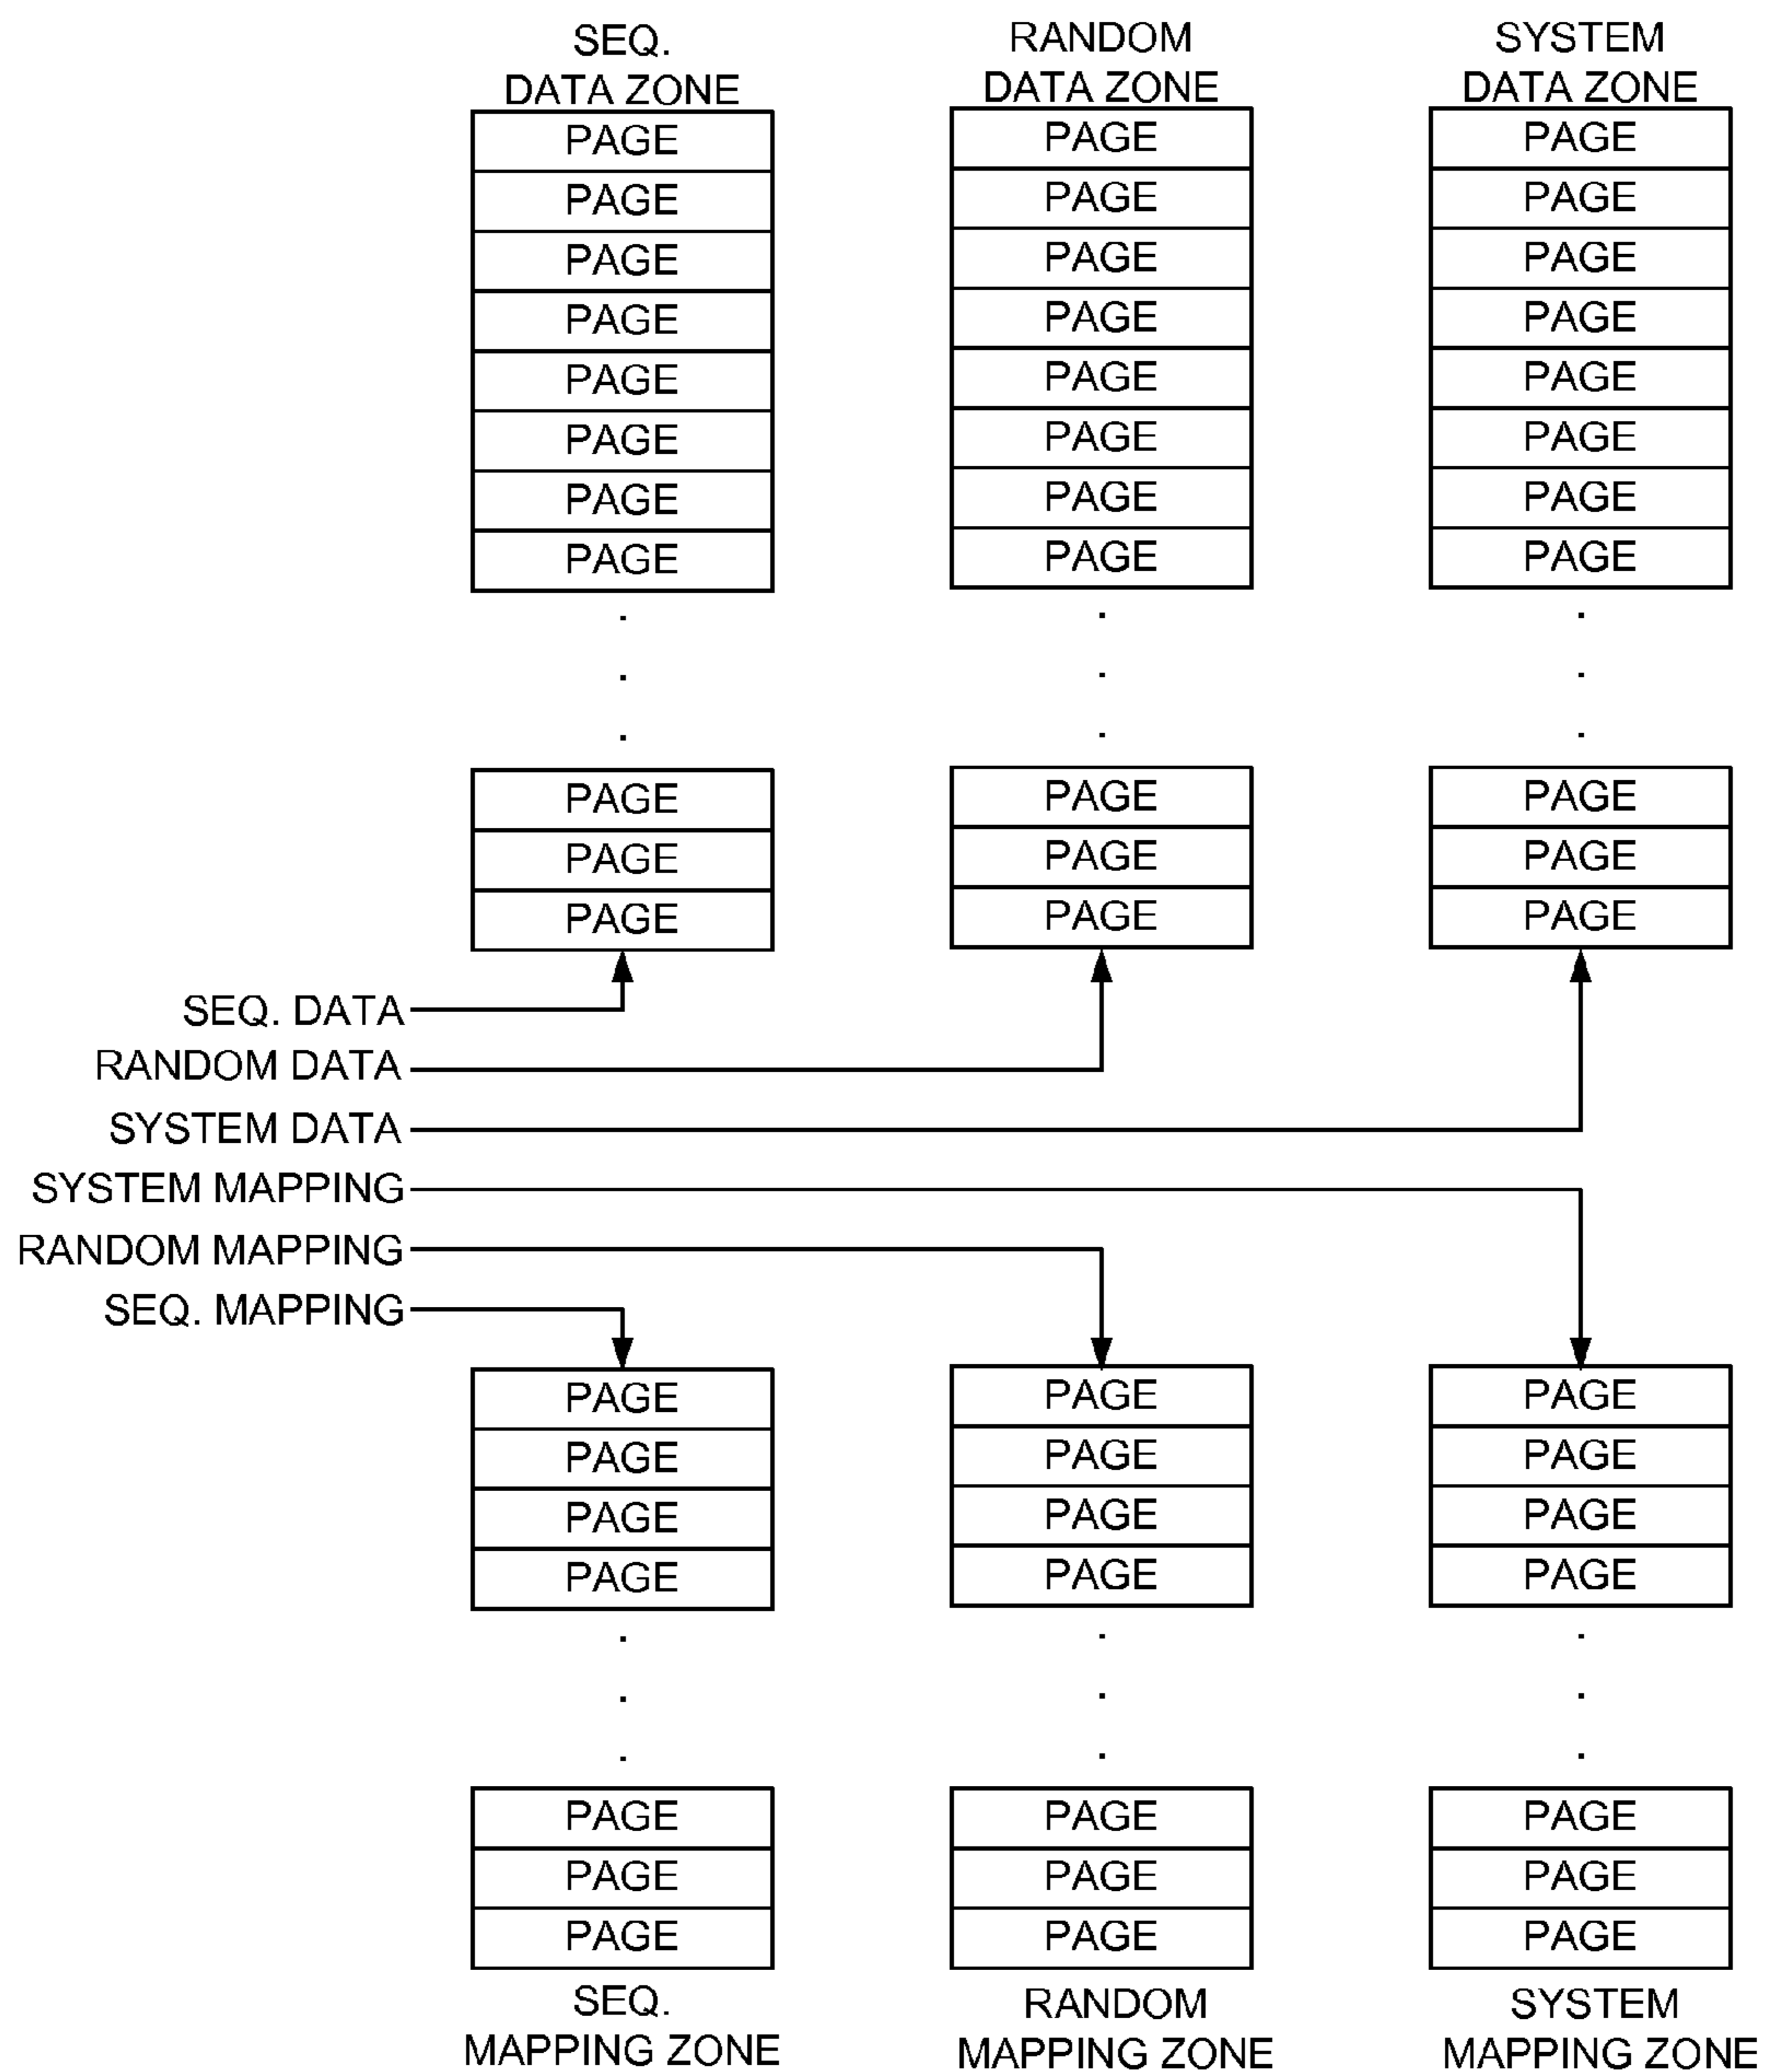 SEQ.
DATA ZONE
RANDOM
DATA ZONE
SYSTEM
DATA ZONE
PAGE PAGE PAGE
PAGE PAGE PAGE
PAGE PAGE PAGE
PAGE PAGE PAGE
PAGE PAGE PAGE
PAGE PAGE PAGE
PAGE PAGE PAGE
PAGE PAGE PAGE
. . .
. . .
. . .
PAGE PAGE PAGE
PAGE PAGE PAGE
PAGE PAGE PAGE
SEQ. DATA
RANDOM DATA
SYSTEM DATA
SYSTEM MAPPING
RANDOM MAPPING
SEQ. MAPPING
PAGE PAGE PAGE
PAGE PAGE PAGE
PAGE PAGE PAGE
PAGE PAGE PAGE
. . .
. . .
. . .
PAGE PAGE PAGE
PAGE PAGE PAGE
PAGE PAGE PAGE
SEQ.
MAPPING ZONE
RANDOM
MAPPING ZONE
SYSTEM
MAPPING ZONE